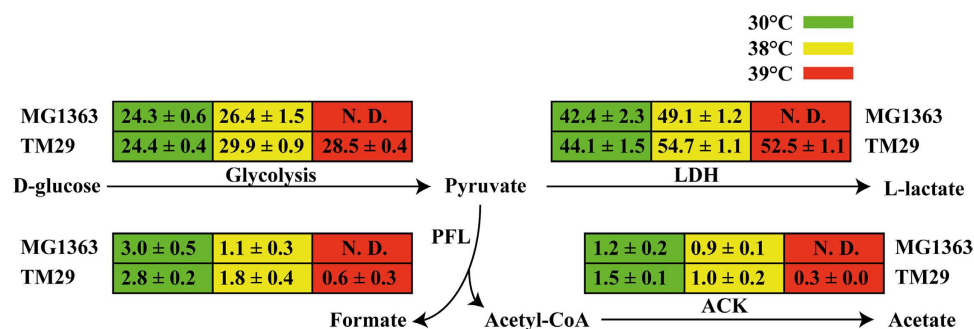 30°C
38°C
39°C
MG1363 24.3 ± 0.6 26.4 ± 1.5 N. D. 42.4 ± 2.3 49.1 ± 1.2 N. D. MG1363
TM29 24.4 ± 0.4 29.9 ± 0.9 28.5 ± 0.4 44.1 ± 1.5 54.7 ± 1.1 52.5 ± 1.1 TM29
D-glucose Glycolysis Pyruvate LDH L-lactate
MG1363 3.0 ± 0.5 1.1 ± 0.3 N. D. PFL 1.2 ± 0.2 0.9 ± 0.1 N. D. MG1363
TM29 2.8 ± 0.2 1.8 ± 0.4 0.6 ± 0.3 1.5 ± 0.1 1.0 ± 0.2 0.3 ± 0.0 TM29
Formate Acetyl-CoA ACK Acetate